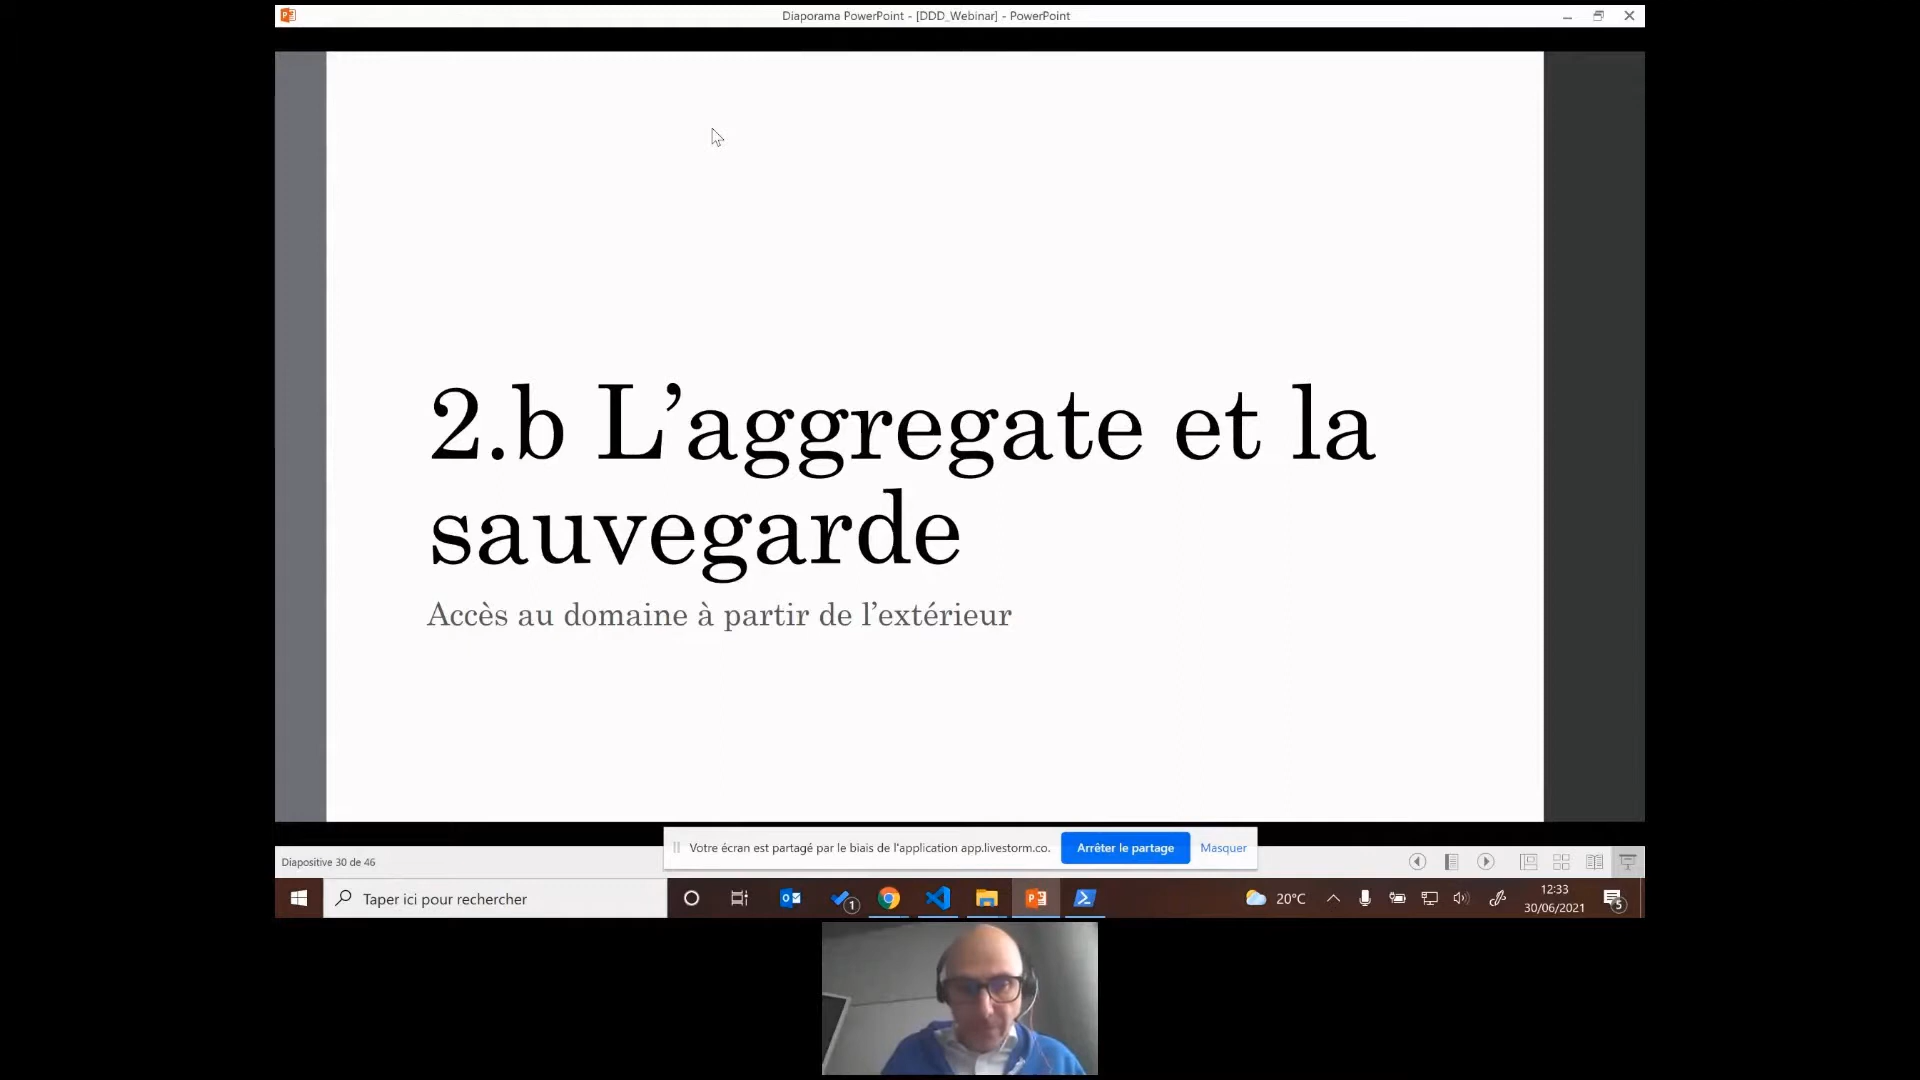 Diaporama PowerPoint - [DDD_Webinar] - PowerPoint
2.b L’aggregate et la
sauvegarde
Accès au domaine à partir de l’extérieur
Votre écran est partagé par le biais de l'application app.livestorm.co.
Arrêter le partage
Masquer
Diapositive 30 de 46
Taper ici pour rechercher
1
20°C
12:33
30/06/2021
5